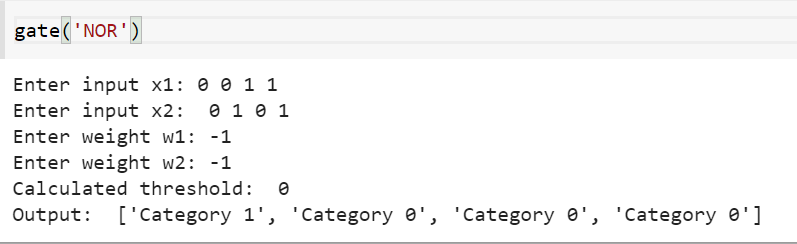 gate('NOR')
Enter input x1: 0 0 1 1
Enter input x2:  0 1 0 1
Enter weight w1: -1
Enter weight w2: -1
Calculated threshold:  0
Output:  ['Category 1', 'Category 0', 'Category 0', 'Category 0']